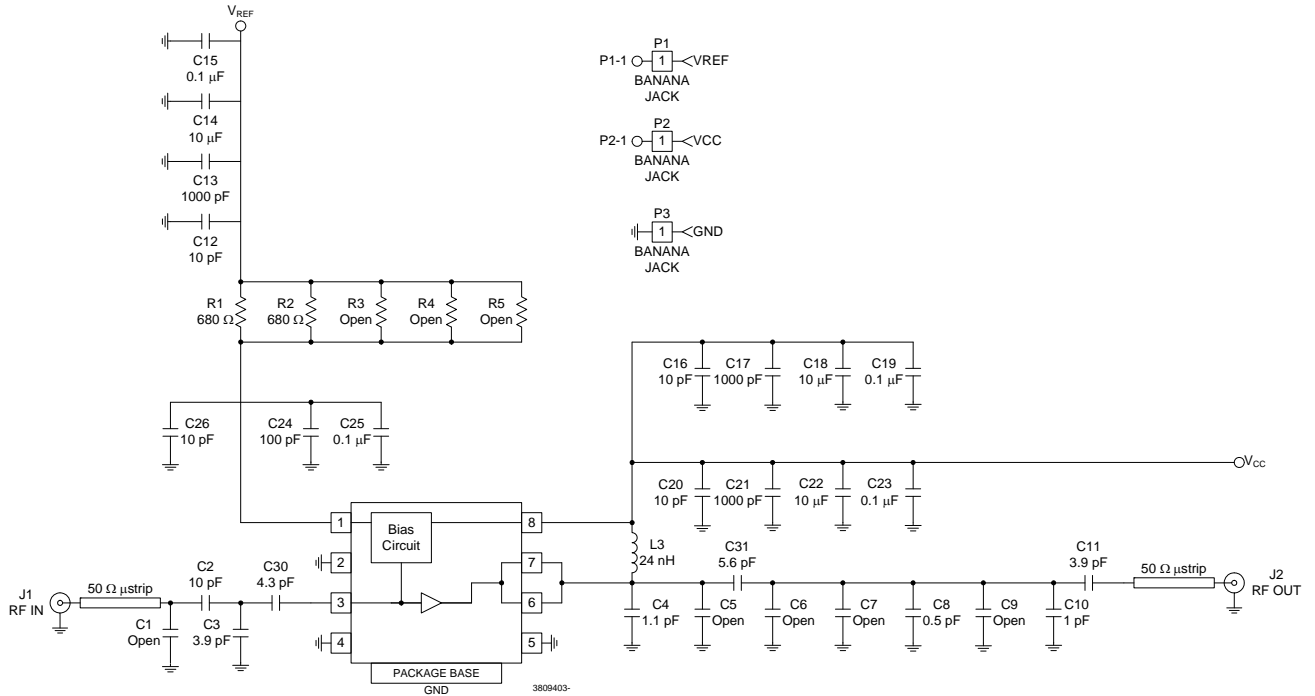 VREF
C15
0.1 µF
C14
10 µF
C13
1000 pF
C12
10 pF
P1
P1-1
1
VREF
BANANA
JACK
P2
P2-1
1
VCC
BANANA
JACK
P3
1
GND
BANANA
JACK
R1
680 Ω
R2
680 Ω
R3
Open
R4
Open
R5
Open
C16
10 pF
C17
1000 pF
C18
10 µF
C19
0.1 µF
C26
10 pF
C24
100 pF
C25
0.1 µF
VCC
C20
10 pF
C21
1000 pF
C22
10 µF
C23
0.1 µF
1
Bias
Circuit
8
2
7
3
6
4
5
PACKAGE BASE
GND
3809403-
J1
RF IN
50 Ω µstrip
C1
Open
C2
10 pF
C3
3.9 pF
C30
4.3 pF
L3
24 nH
C31
5.6 pF
C4
1.1 pF
C5
Open
C6
Open
C7
Open
C8
0.5 pF
C9
Open
C10
1 pF
C11
3.9 pF
50 Ω µstrip
J2
RF OUT